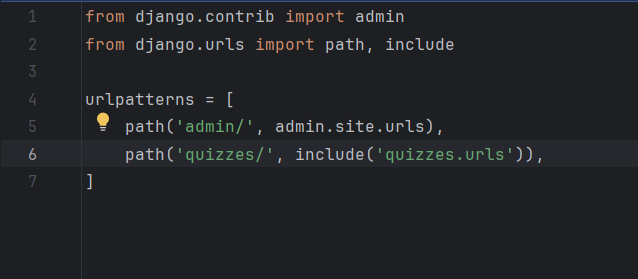 1 from django.contrib import admin
2 from django.urls import path, include
3
4 urlpatterns = [
5     path('admin/', admin.site.urls),
6     path('quizzes/', include('quizzes.urls')),
7 ]